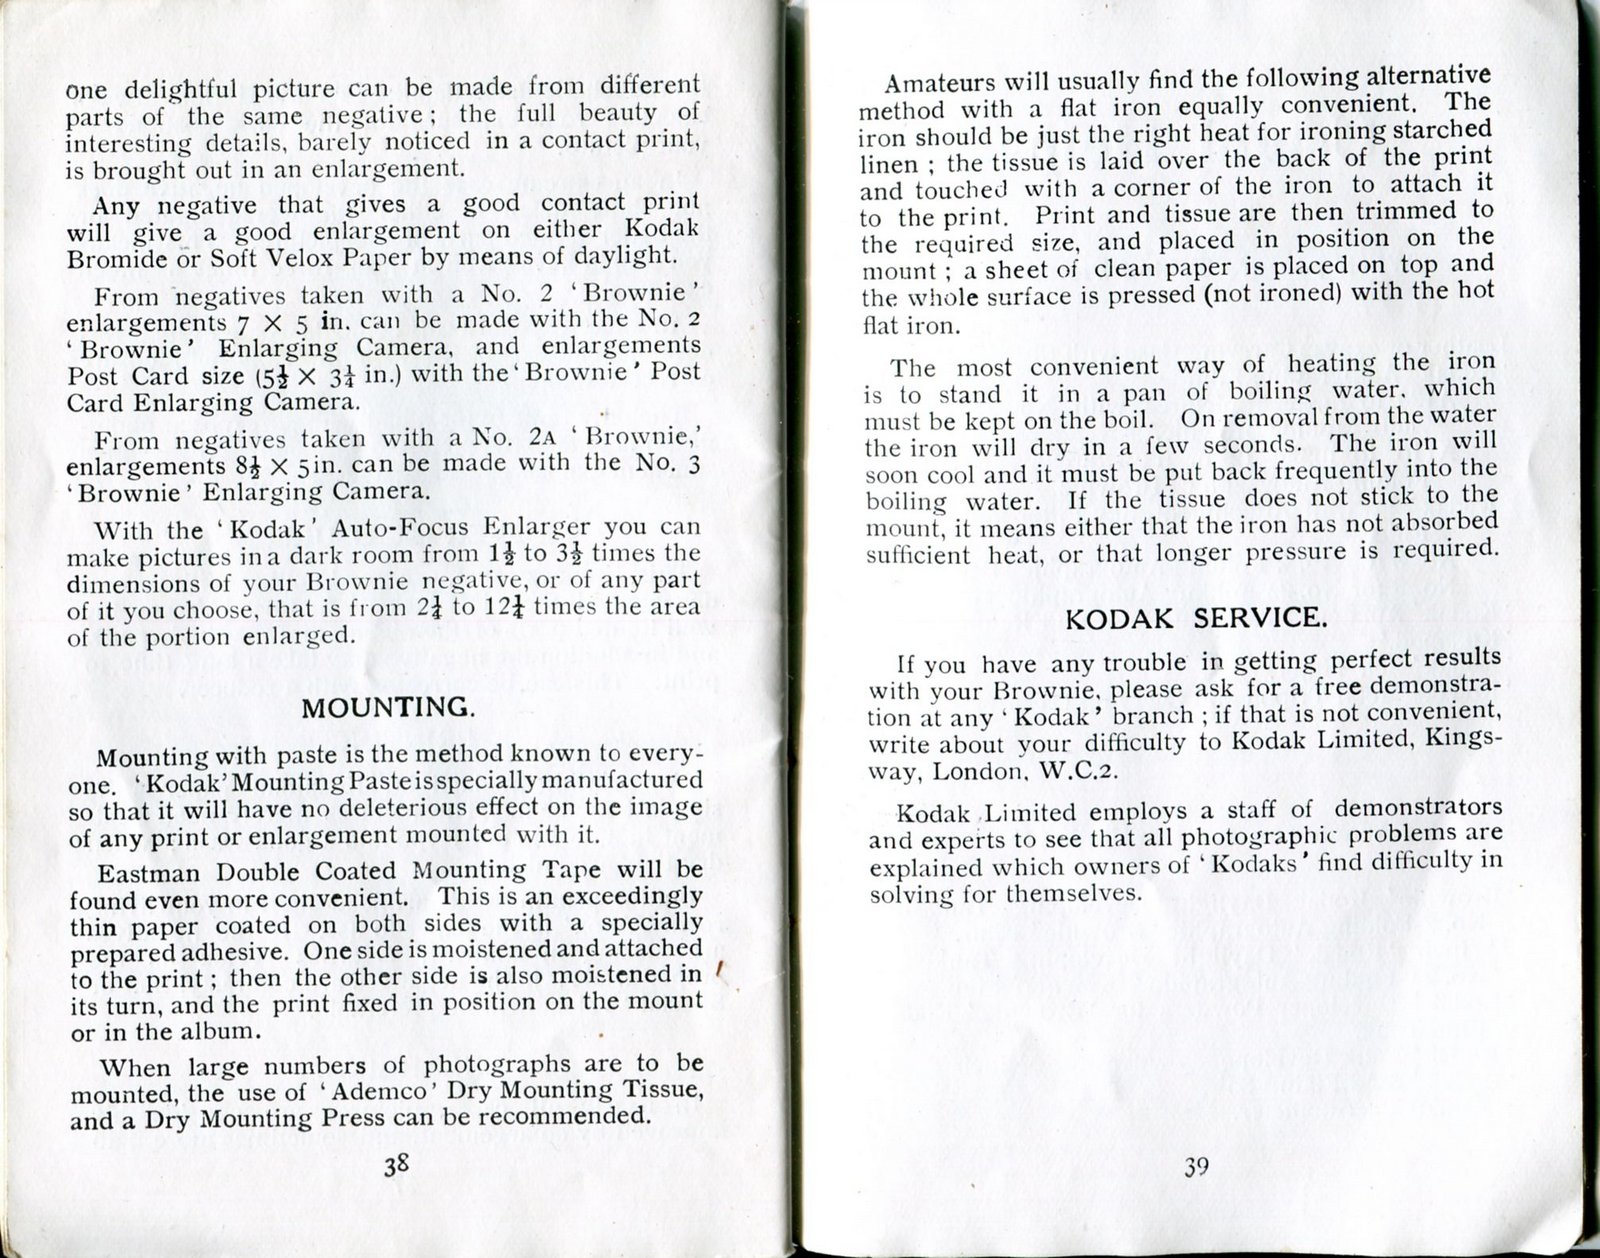 one delightful picture can be made from different
parts of the same negative ; the full beauty of
interesting details, barely noticed in a contact print,
is brought out in an enlargement.
Any negative that gives a good contact print
will give a good enlargement on either Kodak
Bromide or Soft Velox Paper by means of daylight.
From negatives taken with a No. 2 ‘ Brownie ’
enlargements 7 X 5 in. can be made with the No. 2
‘ Brownie ’ Enlarging Camera, and enlargements
Post Card size (5½ X 3¼ in.) with the ‘ Brownie ’ Post
Card Enlarging Camera.
From negatives taken with a No. 2A ‘ Brownie,’
enlargements 8½ X 5in. can be made with the No. 3
‘ Brownie ’ Enlarging Camera.
With the ‘ Kodak ’ Auto-Focus Enlarger you can
make pictures in a dark room from 1½ to 3½ times the
dimensions of your Brownie negative, or of any part
of it you choose, that is from 2¼ to 12¼ times the area
of the portion enlarged.
MOUNTING.
Mounting with paste is the method known to every-
one. ‘ Kodak ’ Mounting Paste is specially manufactured
so that it will have no deleterious effect on the image
of any print or enlargement mounted with it.
Eastman Double Coated Mounting Tape will be
found even more convenient. This is an exceedingly
thin paper coated on both sides with a specially
prepared adhesive. One side is moistened and attached
to the print ; then the other side is also moistened in
its turn, and the print fixed in position on the mount
or in the album.
When large numbers of photographs are to be
mounted, the use of ‘ Ademco ’ Dry Mounting Tissue,
and a Dry Mounting Press can be recommended.
38
Amateurs will usually find the following alternative
method with a flat iron equally convenient. The
iron should be just the right heat for ironing starched
linen ; the tissue is laid over the back of the print
and touched with a corner of the iron to attach it
to the print. Print and tissue are then trimmed to
the required size, and placed in position on the
mount ; a sheet of clean paper is placed on top and
the whole surface is pressed (not ironed) with the hot
flat iron.
The most convenient way of heating the iron
is to stand it in a pan of boiling water, which
must be kept on the boil. On removal from the water
the iron will dry in a few seconds. The iron will
soon cool and it must be put back frequently into the
boiling water. If the tissue does not stick to the
mount, it means either that the iron has not absorbed
sufficient heat, or that longer pressure is required.
KODAK SERVICE.
If you have any trouble in getting perfect results
with your Brownie, please ask for a free demonstra-
tion at any ‘ Kodak ’ branch ; if that is not convenient,
write about your difficulty to Kodak Limited, Kings-
way, London, W.C.2.
Kodak Limited employs a staff of demonstrators
and experts to see that all photographic problems are
explained which owners of ‘ Kodaks ’ find difficulty in
solving for themselves.
39